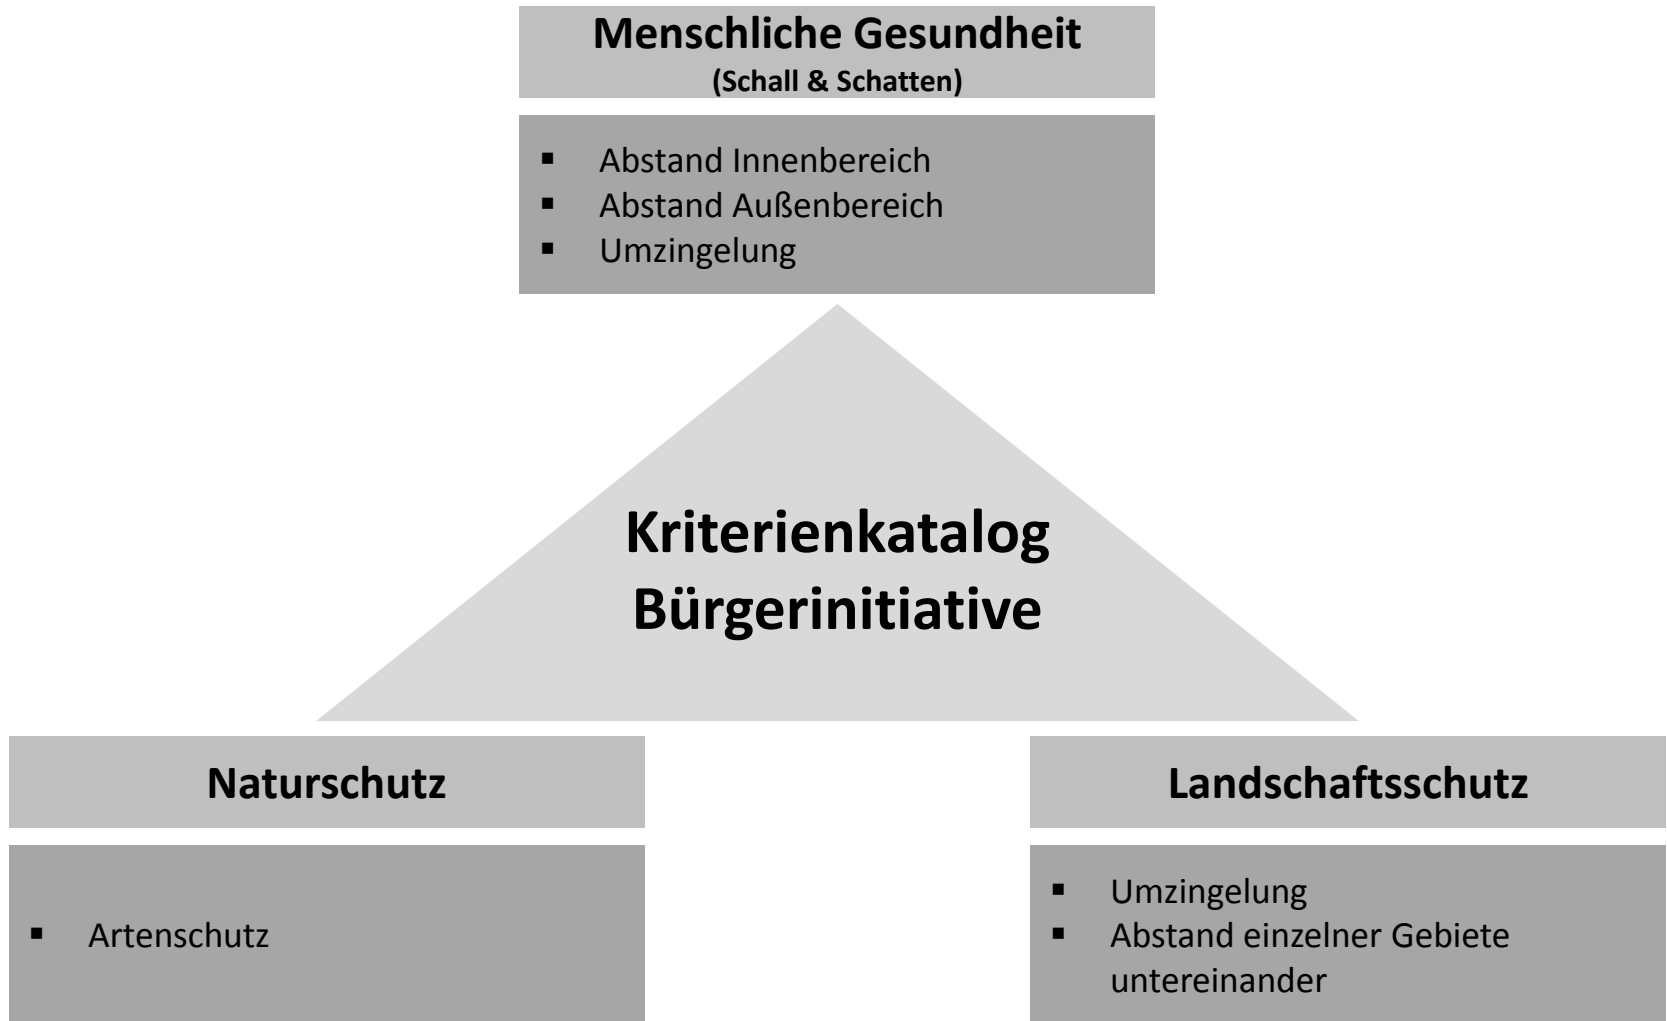 Menschliche Gesundheit
(Schall & Schatten)
▪ Abstand Innenbereich
▪ Abstand Außenbereich
▪ Umzingelung
Kriterienkatalog
Bürgerinitiative
Naturschutz
▪ Artenschutz
Landschaftsschutz
▪ Umzingelung
▪ Abstand einzelner Gebiete
untereinander